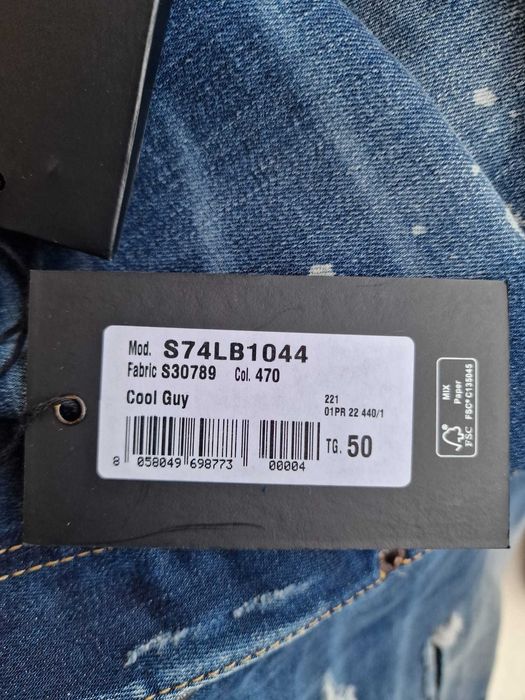 Mod. S74LB1044
Fabric S30789 Col. 470
Cool Guy
221
01PR 22 440/1
TG. 50
8 058049 698773 00004
MIX
Paper
FSC® C135045
FSC